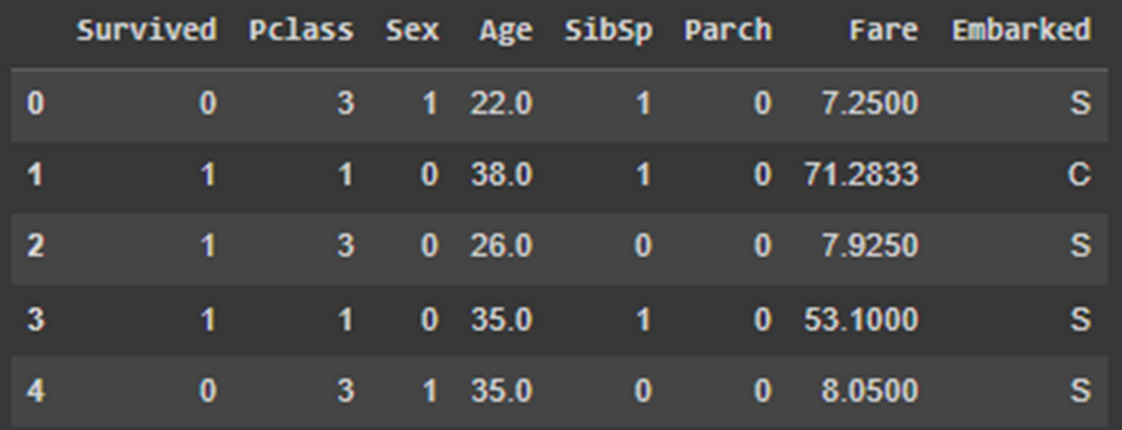 Survived Pclass Sex Age SibSp Parch Fare Embarked
0 0 3 1 22.0 1 0 7.2500 S
1 1 1 0 38.0 1 0 71.2833 C
2 1 3 0 26.0 0 0 7.9250 S
3 1 1 0 35.0 1 0 53.1000 S
4 0 3 1 35.0 0 0 8.0500 S